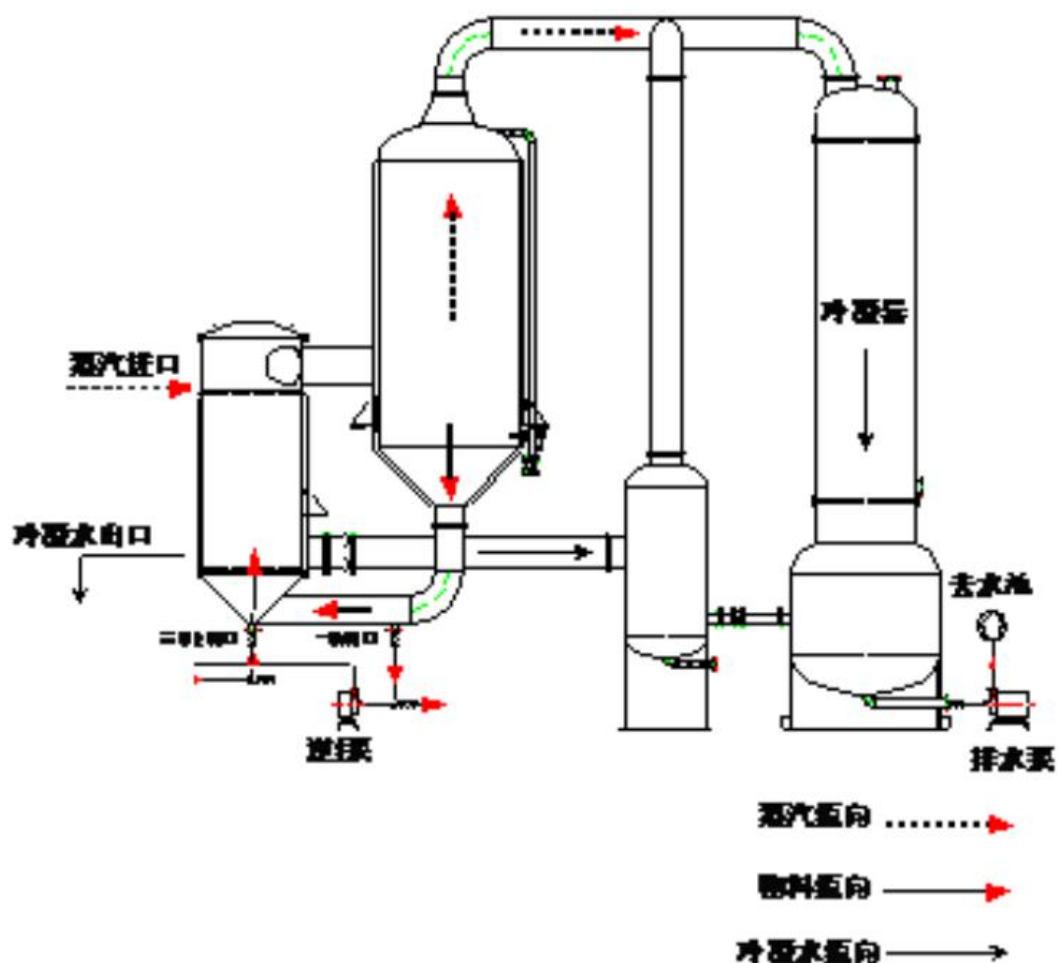 冷凝器
蒸汽进口
冷凝水出口
去水池
排水泵
蒸汽流向
物料流向
冷凝水流向